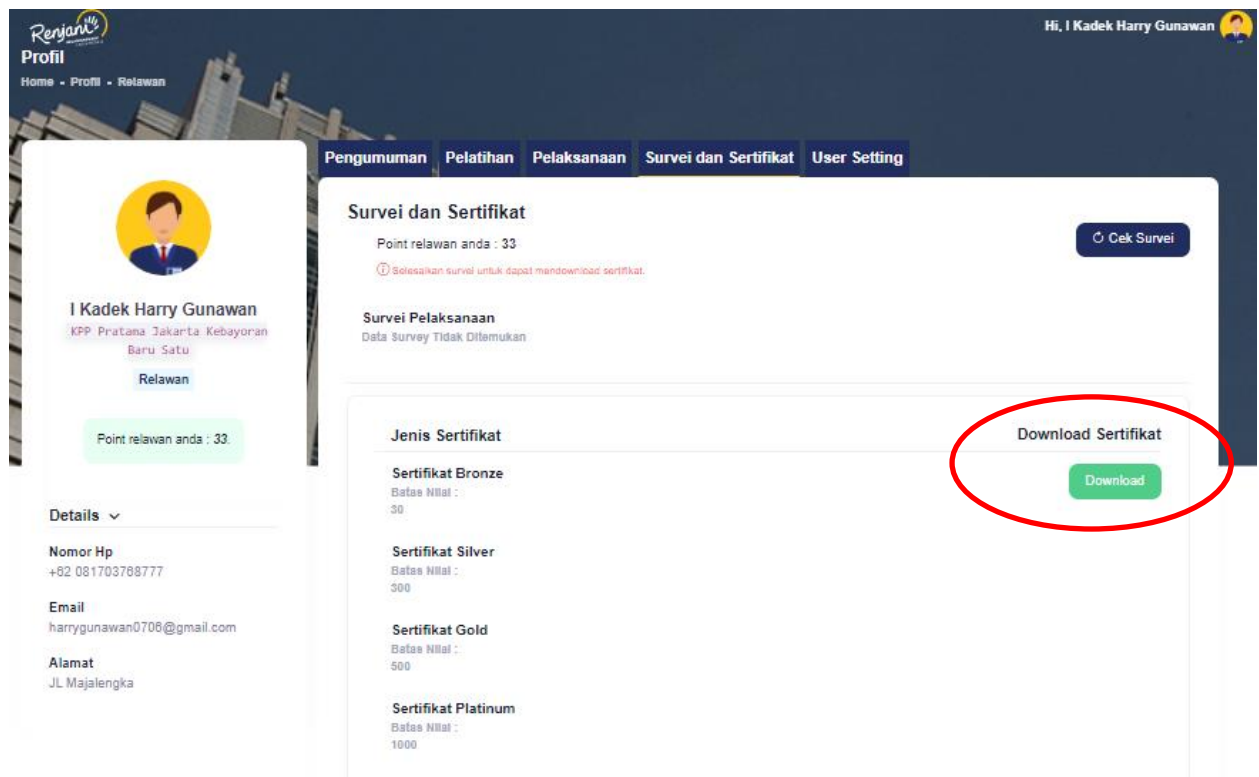 Renjani
Hi, I Kadek Harry Gunawan
Profil
Home - Profil - Relawan
Pengumuman Pelatihan Pelaksanaan Survei dan Sertifikat User Setting
I Kadek Harry Gunawan
KPP Pratama Jakarta Kebayoran
Baru Satu
Relawan
Point relawan anda : 33.
Details
Nomor Hp
+62 081703768777
Email
harrygunawan0706@gmail.com
Alamat
JL Majalengka
Survei dan Sertifikat
Point relawan anda : 33
Cek Survei
Selesaikan survei untuk dapat mendownload sertifikat.
Survei Pelaksanaan
Data Survey Tidak Ditemukan
Jenis Sertifikat Download Sertifikat
Sertifikat Bronze
Batas Nilai :
30
Download
Sertifikat Silver
Batas Nilai :
300
Sertifikat Gold
Batas Nilai :
500
Sertifikat Platinum
Batas Nilai :
1000